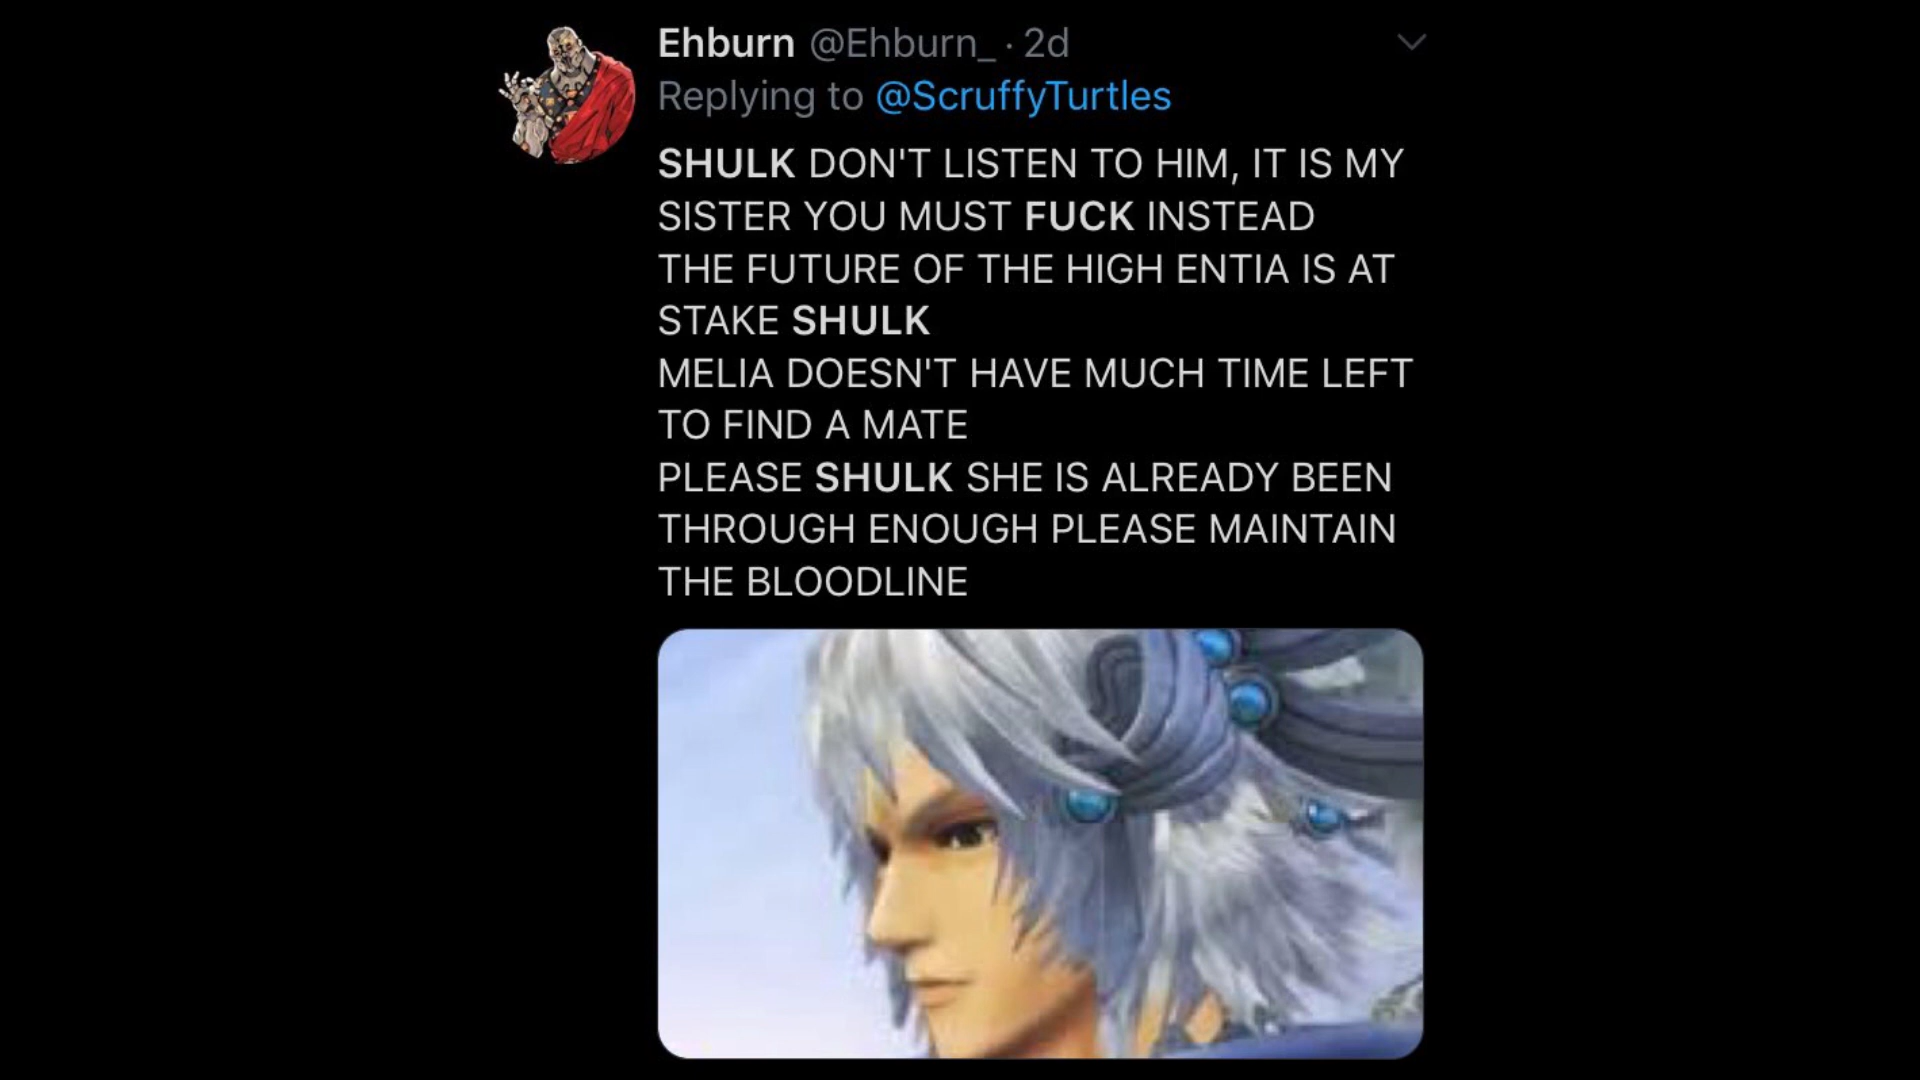 Ehburn @Ehburn_ · 2d
Replying to @ScruffyTurtles
SHULK DON'T LISTEN TO HIM, IT IS MY
SISTER YOU MUST FUCK INSTEAD
THE FUTURE OF THE HIGH ENTIA IS AT
STAKE SHULK
MELIA DOESN'T HAVE MUCH TIME LEFT
TO FIND A MATE
PLEASE SHULK SHE IS ALREADY BEEN
THROUGH ENOUGH PLEASE MAINTAIN
THE BLOODLINE